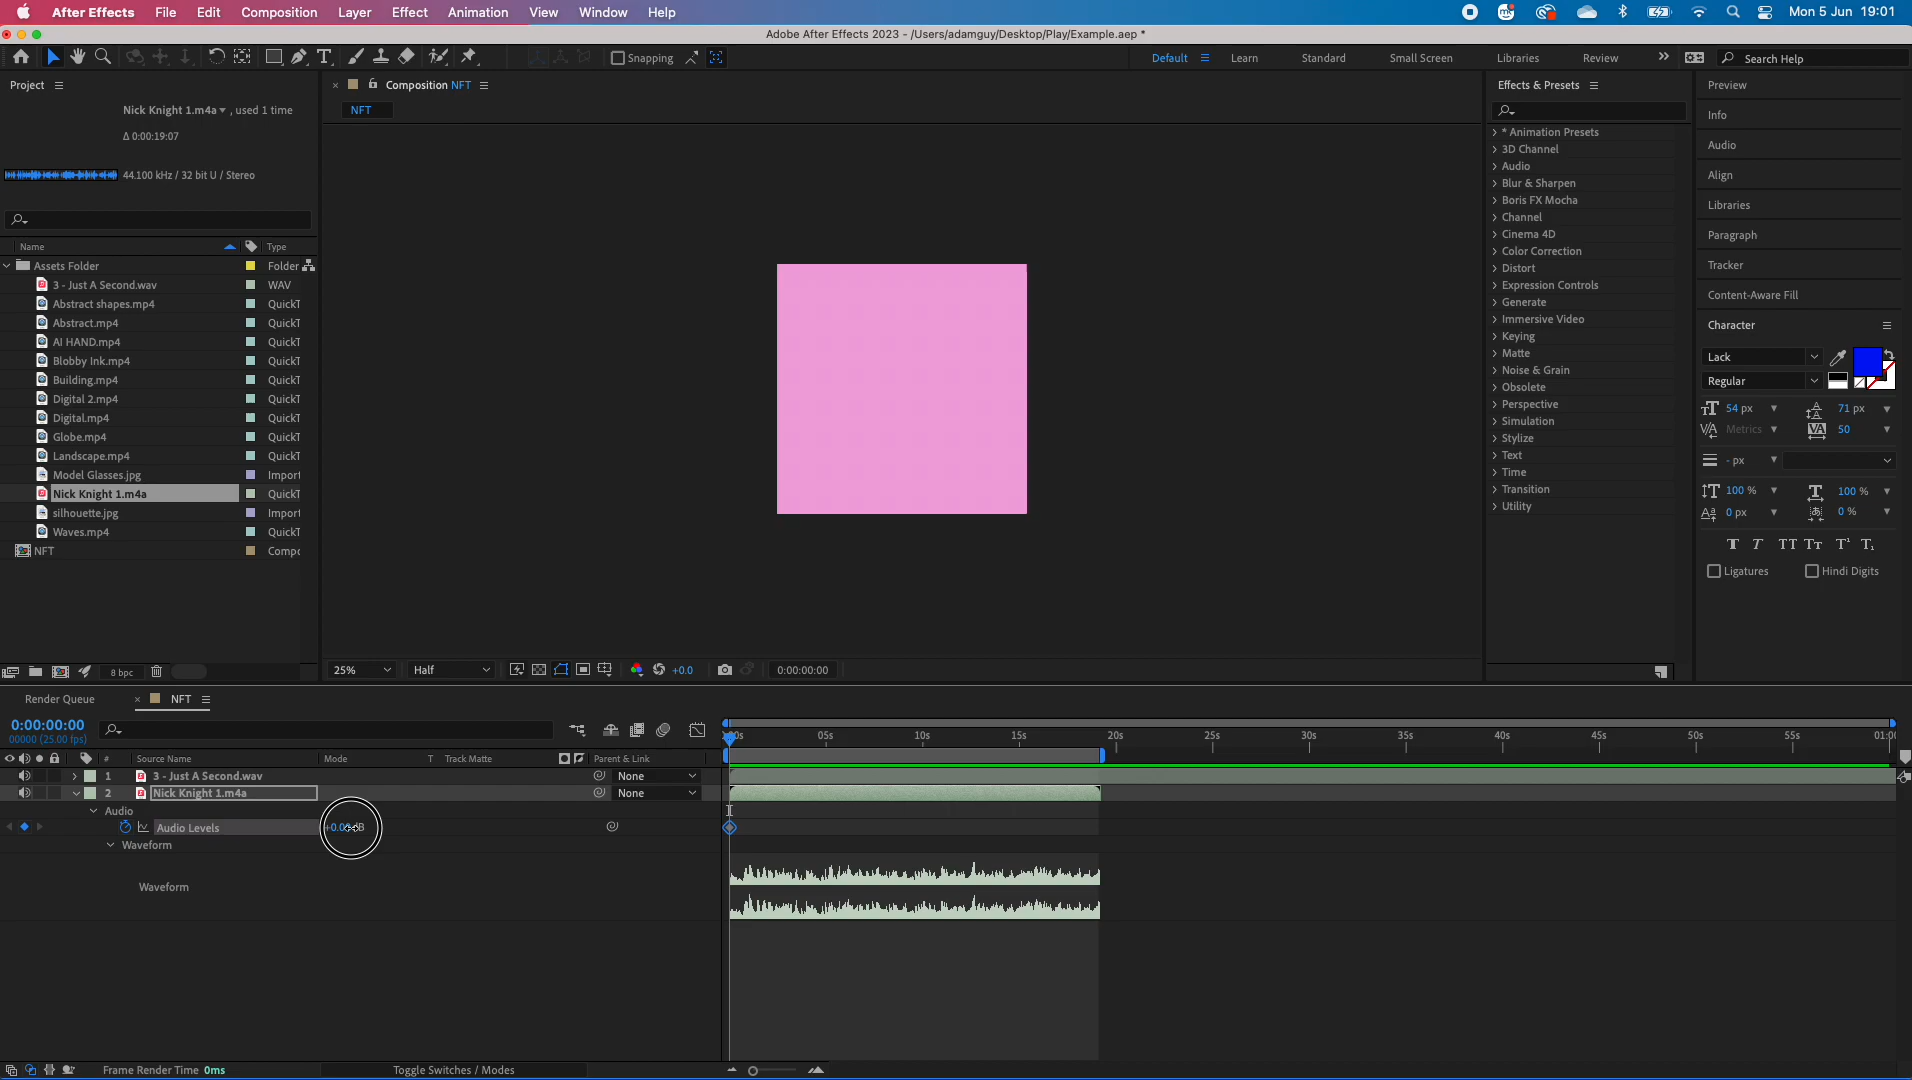 After Effects File Edit Composition Layer Effect Animation View Window Help Mon 5 Jun 19:01
Adobe After Effects 2023 - /Users/adamguy/Desktop/Play/Example.aep *
Snapping Default Learn Standard Small Screen Libraries Review Search Help
Project
Nick Knight 1.m4a , used 1 time
Δ 0:00:19:07
44.100 kHz / 32 bit U / Stereo
Name Type
Assets Folder Folder
3 - Just A Second.wav WAV
Abstract shapes.mp4 QuickT
Abstract.mp4 QuickT
AI HAND.mp4 QuickT
Blobby Ink.mp4 QuickT
Building.mp4 QuickT
Digital 2.mp4 QuickT
Digital.mp4 QuickT
Globe.mp4 QuickT
Landscape.mp4 QuickT
Model Glasses.jpg Import
Nick Knight 1.m4a QuickT
silhouette.jpg Import
Waves.mp4 QuickT
NFT Compo
8 bpc
Composition NFT
NFT
25% Half +0.0 0:00:00:00
Effects & Presets
* Animation Presets
3D Channel
Audio
Blur & Sharpen
Boris FX Mocha
Channel
Cinema 4D
Color Correction
Distort
Expression Controls
Generate
Immersive Video
Keying
Matte
Noise & Grain
Obsolete
Perspective
Simulation
Stylize
Text
Time
Transition
Utility
Preview
Info
Audio
Align
Libraries
Paragraph
Tracker
Content-Aware Fill
Character
Lack
Regular
54 px 71 px
Metrics 50
- px
100 % 100 %
0 px 0 %
T T TT Tт T¹ T₁
Ligatures Hindi Digits
Render Queue NFT
0:00:00:00
00000 (25.00 fps)
05s 10s 15s 20s 25s 30s 35s 40s 45s 50s 55s 01:00
# Source Name Mode T Track Matte Parent & Link
1 3 - Just A Second.wav None
2 Nick Knight 1.m4a None
Audio
Audio Levels
Waveform
Waveform
Frame Render Time 0ms Toggle Switches / Modes